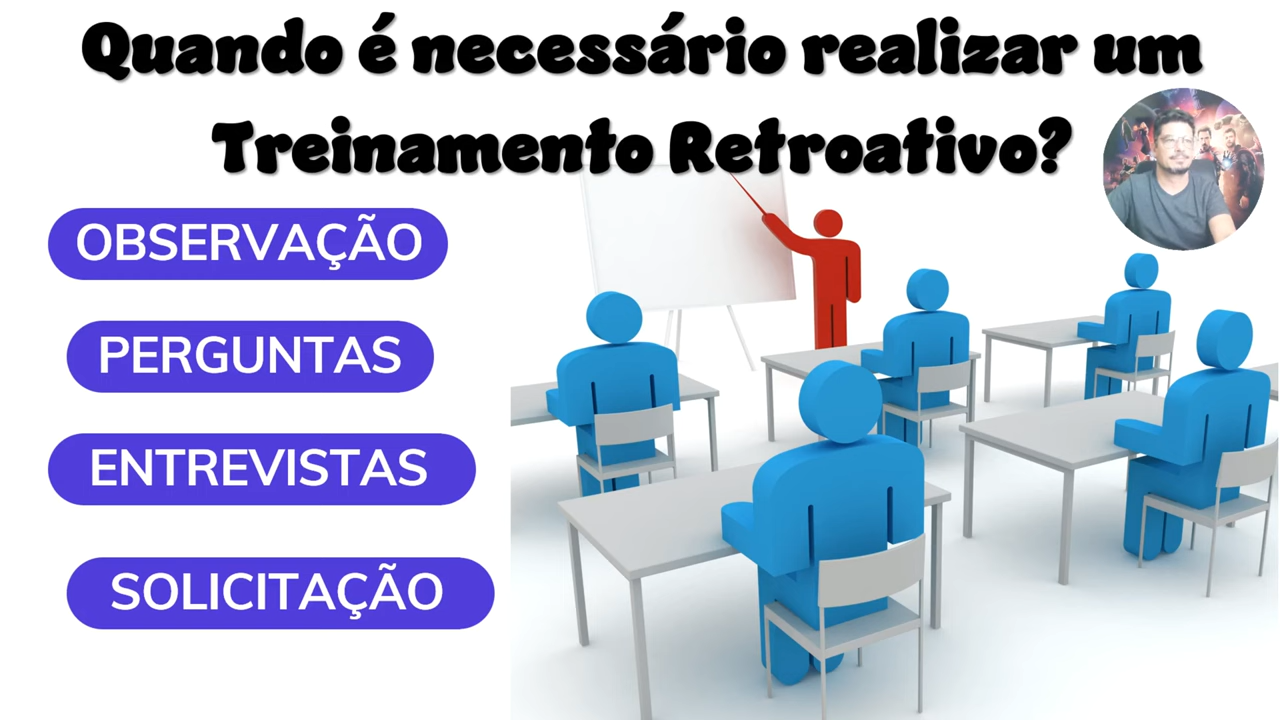 Quando é necessário realizar um
Treinamento Retroativo?
OBSERVAÇÃO
PERGUNTAS
ENTREVISTAS
SOLICITAÇÃO